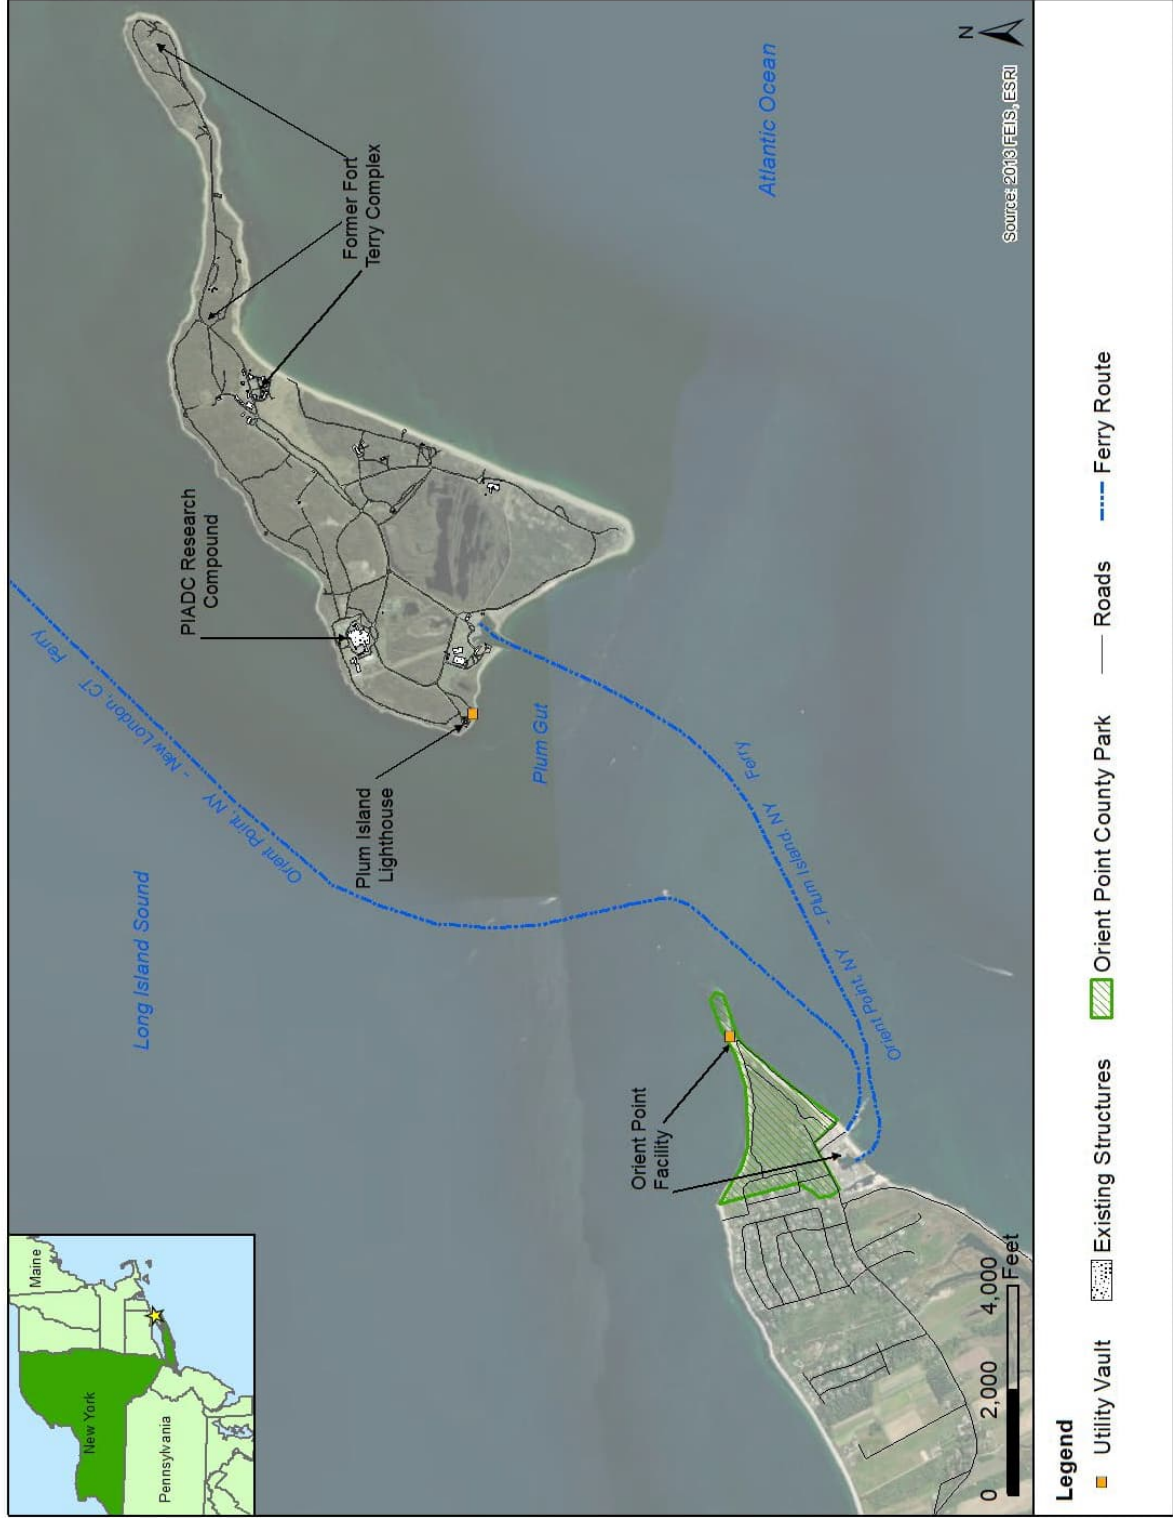 Maine
New York
Pennsylvania
Long Island Sound
Orient Point, NY - New London, CT Ferry
PIADC Research
Compound
Former Fort
Terry Complex
Plum Island
Lighthouse
Plum Gut
Atlantic Ocean
Orient Point
Facility
Orient Point, NY - Plum Island, NY Ferry
N
Source: 2013 FEIS, ESRI
0 2,000 4,000
Feet
Legend
Utility Vault
Existing Structures
Orient Point County Park
Roads
Ferry Route